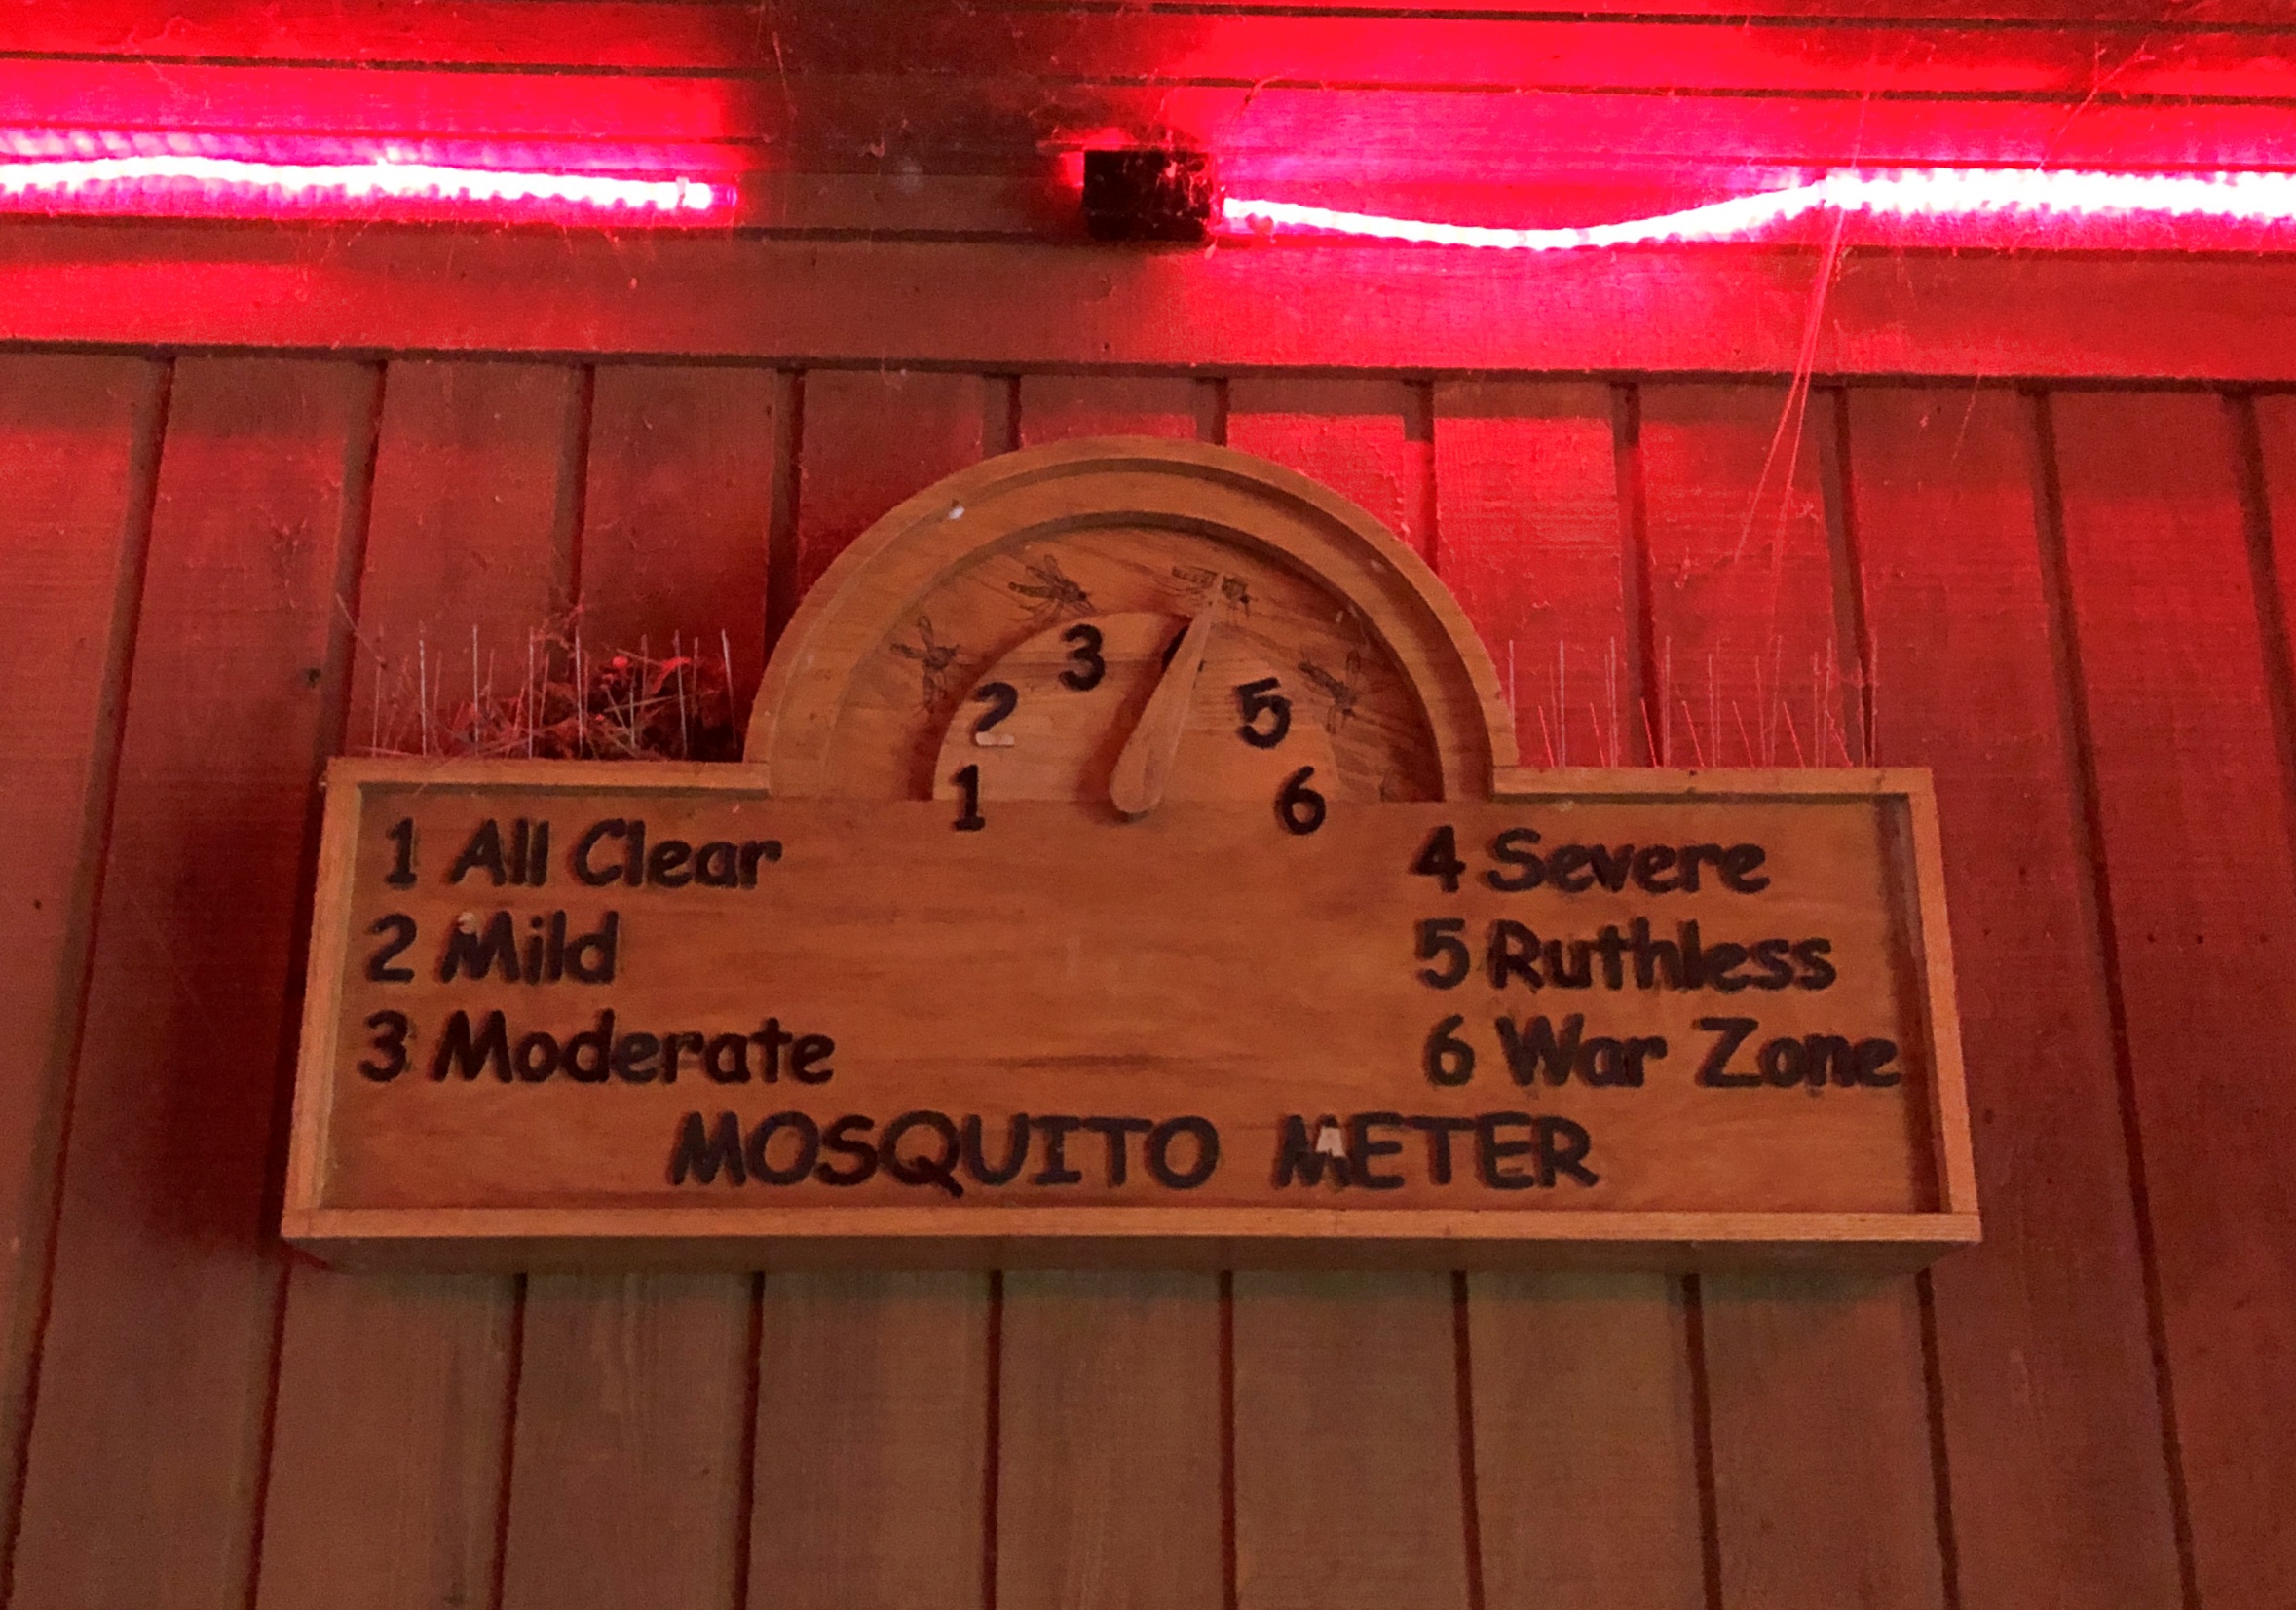 3
2
5
1
6
1 All Clear
2 Mild
3 Moderate
4 Severe
5 Ruthless
6 War Zone
MOSQUITO METER